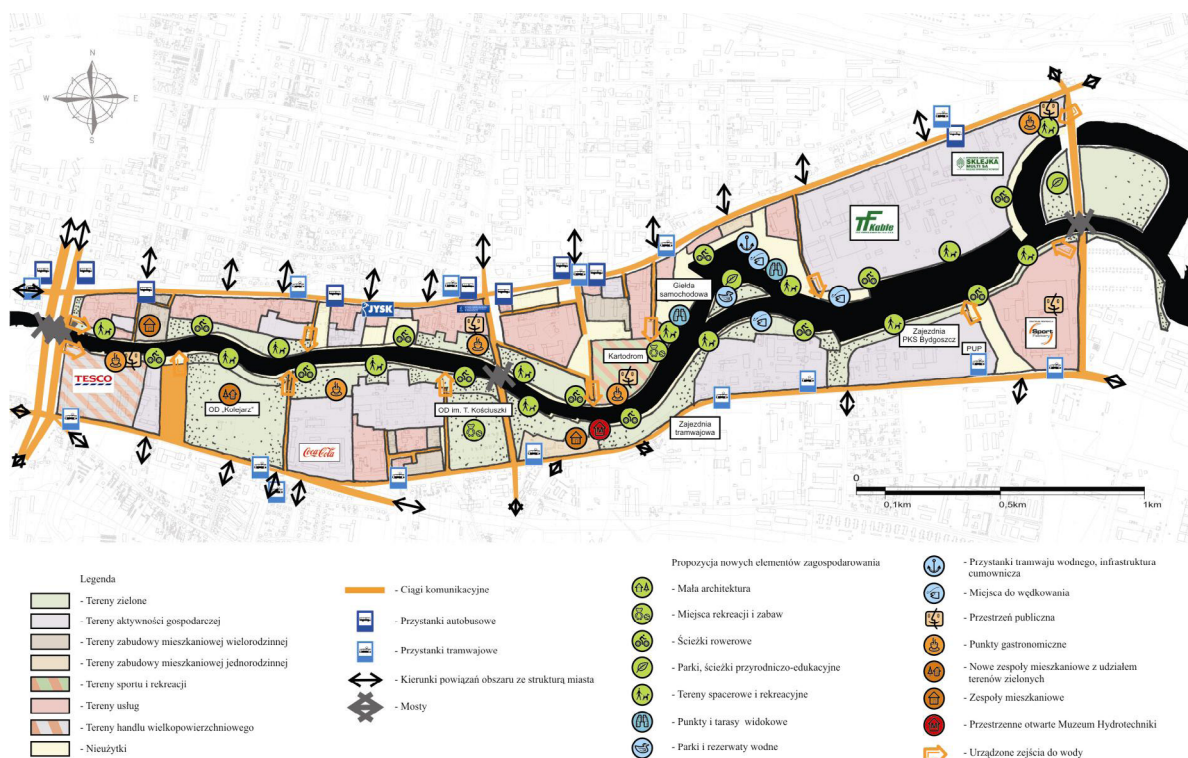 N
W
E
S
SKLEJKA
MULTI SA
TF
Kable
Giełda
samochodowa
JYSK
Kartodrom
Zajezdnia
PKS Bydgoszcz
Sport
PUP
TESCO
OD „Kolejarz”
OD im. T. Kościuszki
Zajezdnia
tramwajowa
Coca-Cola
0
0,1km
0,5km
1km
Legenda
- Tereny zielone
- Tereny aktywności gospodarczej
- Tereny zabudowy mieszkaniowej wielorodzinnej
- Tereny zabudowy mieszkaniowej jednorodzinnej
- Tereny sportu i rekreacji
- Tereny usług
- Tereny handlu wielkopowierzchniowego
- Nieużytki
- Ciągi komunikacyjne
- Przystanki autobusowe
- Przystanki tramwajowe
- Kierunki powiązań obszaru ze strukturą miasta
- Mosty
Propozycja nowych elementów zagospodarowania
- Mała architektura
- Miejsca rekreacji i zabaw
- Ścieżki rowerowe
- Parki, ścieżki przyrodniczo-edukacyjne
- Tereny spacerowe i rekreacyjne
- Punkty i tarasy widokowe
- Parki i rezerwaty wodne
- Przystanki tramwaju wodnego, infrastruktura
cumownicza
- Miejsca do wędkowania
- Przestrzeń publiczna
- Punkty gastronomiczne
- Nowe zespoły mieszkaniowe z udziałem
terenów zielonych
- Zespoły mieszkaniowe
- Przestrzenne otwarte Muzeum Hydrotechniki
- Urządzone zejścia do wody